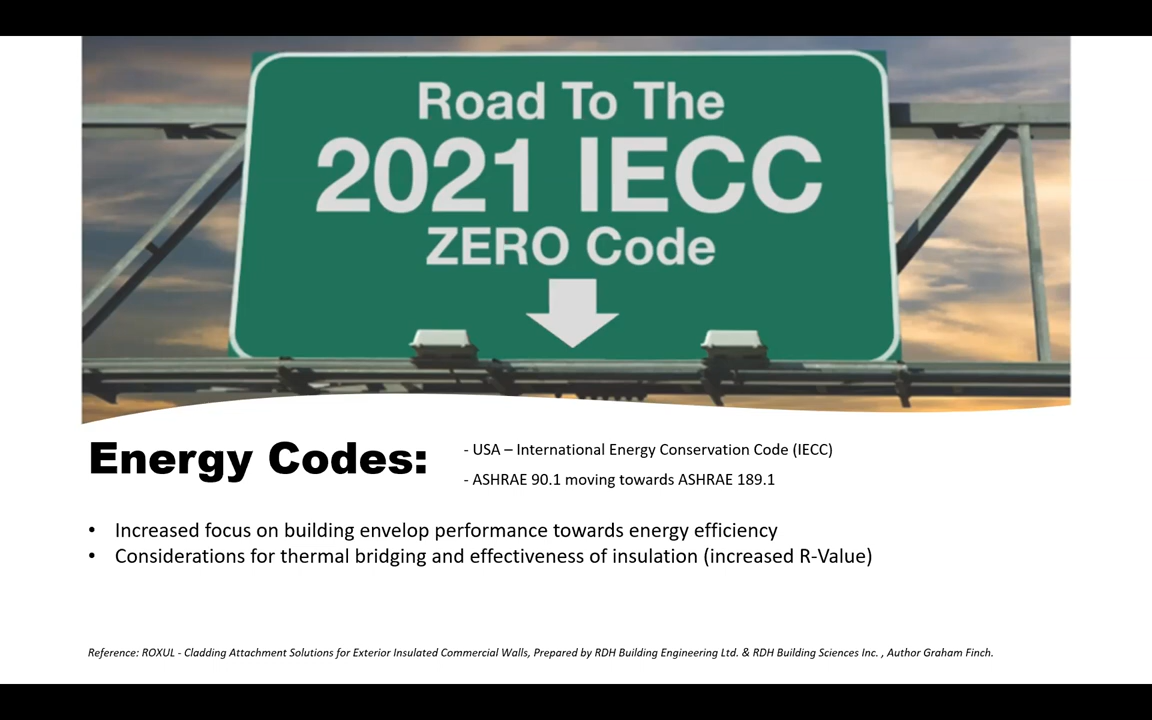 Road To The
2021 IECC
ZERO Code
Energy Codes:
- USA – International Energy Conservation Code (IECC)
- ASHRAE 90.1 moving towards ASHRAE 189.1
• Increased focus on building envelop performance towards energy efficiency
• Considerations for thermal bridging and effectiveness of insulation (increased R-Value)
Reference: ROXUL - Cladding Attachment Solutions for Exterior Insulated Commercial Walls, Prepared by RDH Building Engineering Ltd. & RDH Building Sciences Inc. , Author Graham Finch.